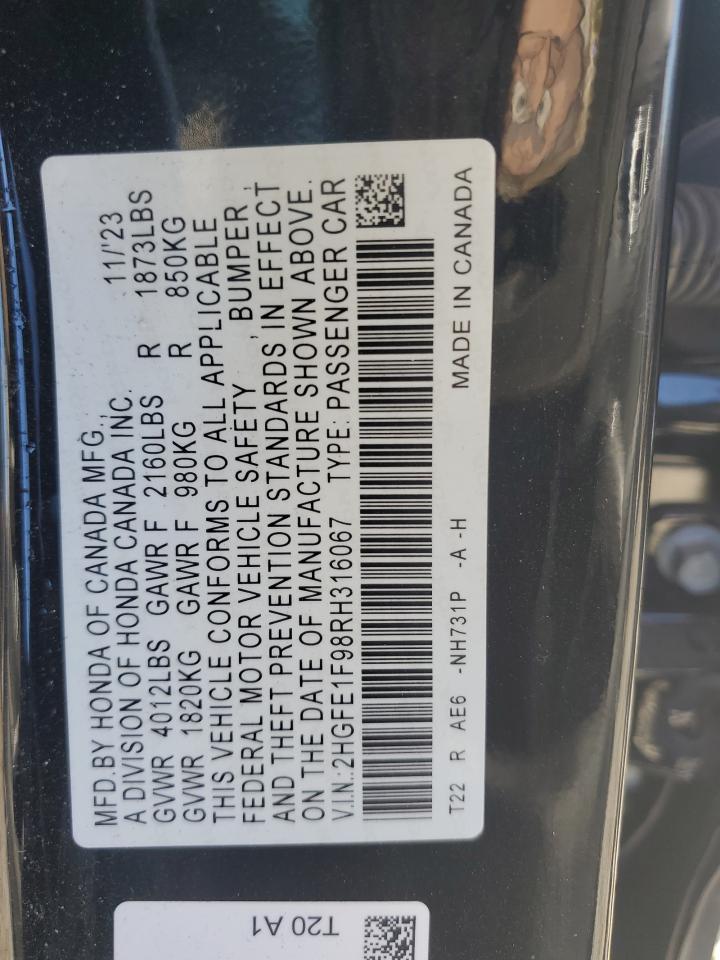 MFD.BY HONDA OF CANADA MFG., 11/'23
A DIVISION OF HONDA CANADA INC.
GVWR 4012LBS GAWR F 2160LBS R 1873LBS
GVWR 1820KG GAWR F 980KG R 850KG
THIS VEHICLE CONFORMS TO ALL APPLICABLE
FEDERAL MOTOR VEHICLE SAFETY , BUMPER ,
AND THEFT PREVENTION STANDARDS IN EFFECT
ON THE DATE OF MANUFACTURE SHOWN ABOVE.
V.I.N.:2HGFE1F98RH316067 TYPE: PASSENGER CAR
T22 R AE6 -NH731P -A -H MADE IN CANADA
T20 A1